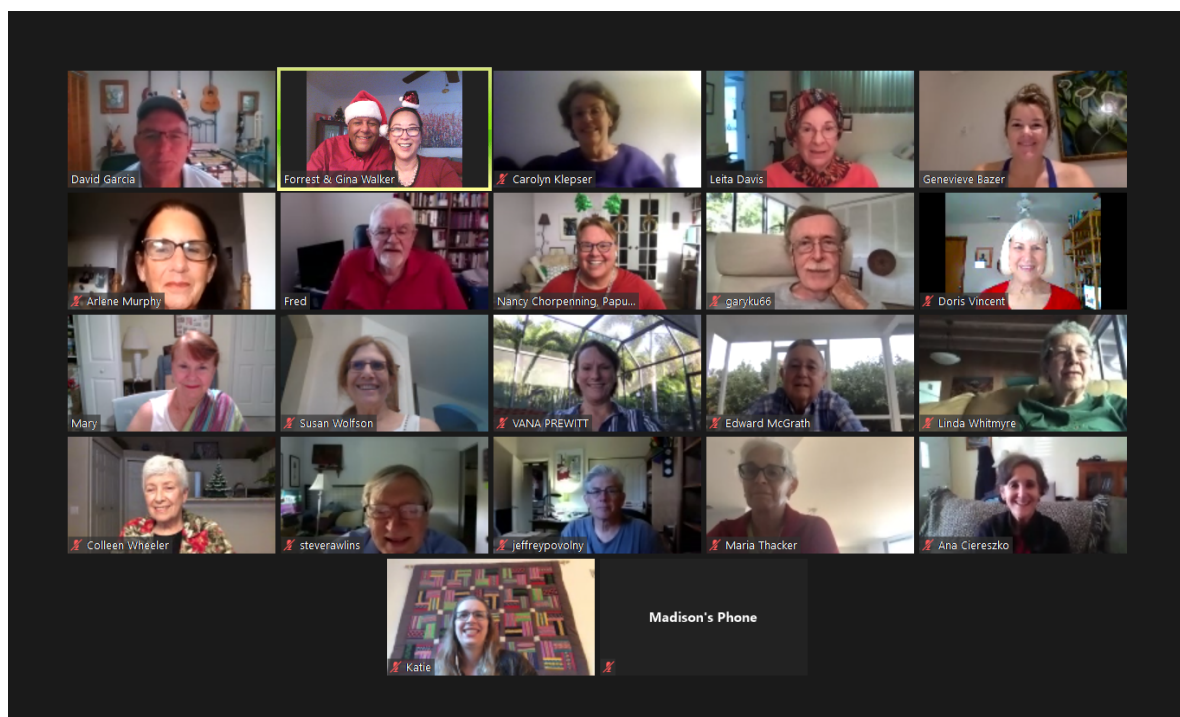 David Garcia
Forrest & Gina Walker
Carolyn Klepser
Leita Davis
Genevieve Bazer
Arlene Murphy
Fred
Nancy Chorpenning, Papu...
garyku66
Doris Vincent
Mary
Susan Wolfson
VANA PREWITT
Edward McGrath
Linda Whitmyre
Colleen Wheeler
steverawlins
jeffreypovolny
Maria Thacker
Ana Ciereszko
Katie
Madison's Phone